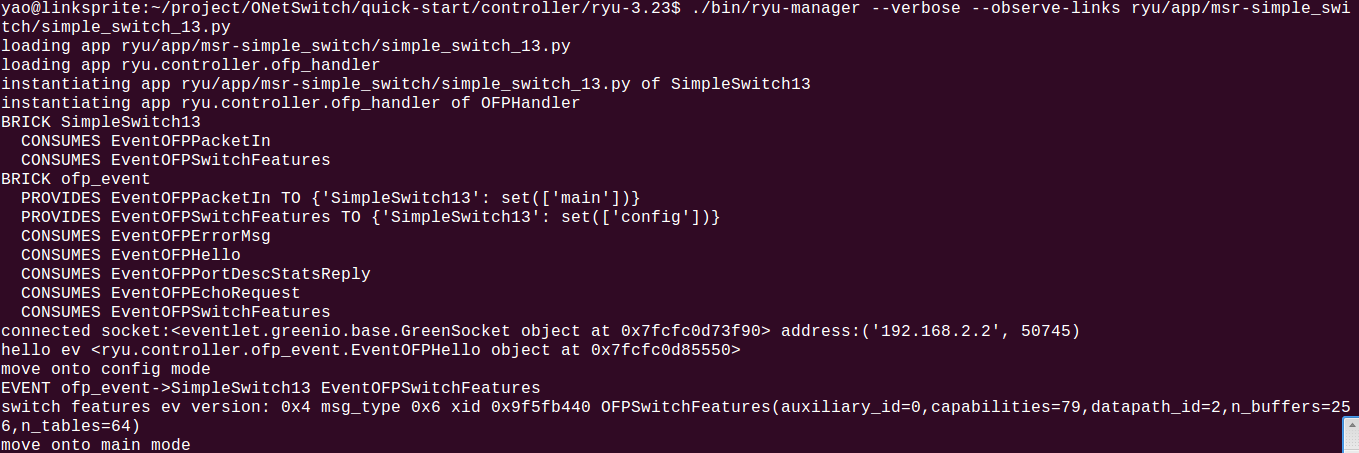 yao@linksprite:~/project/ONetSwitch/quick-start/controller/ryu-3.23$ ./bin/ryu-manager --verbose --observe-links ryu/app/msr-simple_swi
tch/simple_switch_13.py
loading app ryu/app/msr-simple_switch/simple_switch_13.py
loading app ryu.controller.ofp_handler
instantiating app ryu/app/msr-simple_switch/simple_switch_13.py of SimpleSwitch13
instantiating app ryu.controller.ofp_handler of OFPHandler
BRICK SimpleSwitch13
  CONSUMES EventOFPPacketIn
  CONSUMES EventOFPSwitchFeatures
BRICK ofp_event
  PROVIDES EventOFPPacketIn TO {'SimpleSwitch13': set(['main'])}
  PROVIDES EventOFPSwitchFeatures TO {'SimpleSwitch13': set(['config'])}
  CONSUMES EventOFPErrorMsg
  CONSUMES EventOFPHello
  CONSUMES EventOFPPortDescStatsReply
  CONSUMES EventOFPEchoRequest
  CONSUMES EventOFPSwitchFeatures
connected socket:<eventlet.greenio.base.GreenSocket object at 0x7fcfc0d73f90> address:('192.168.2.2', 50745)
hello ev <ryu.controller.ofp_event.EventOFPHello object at 0x7fcfc0d85550>
move onto config mode
EVENT ofp_event->SimpleSwitch13 EventOFPSwitchFeatures
switch features ev version: 0x4 msg_type 0x6 xid 0x9f5fb440 OFPSwitchFeatures(auxiliary_id=0,capabilities=79,datapath_id=2,n_buffers=25
6,n_tables=64)
move onto main mode